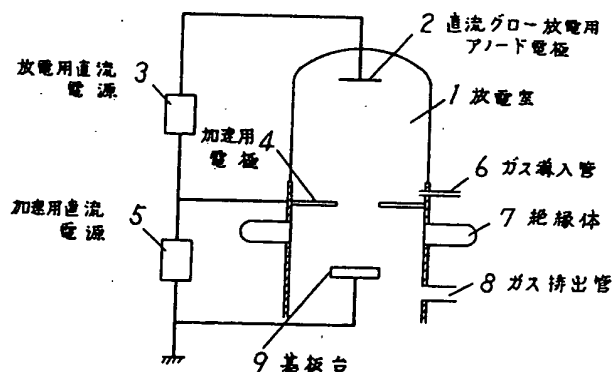 2 直流グロー放電用
アノード電極
放電用直流 3
電源
1 放電室
加速用 4
電極
6 ガス導入管
加速用直流 5
電源
7 絶縁体
8 ガス排出管
9 基板台